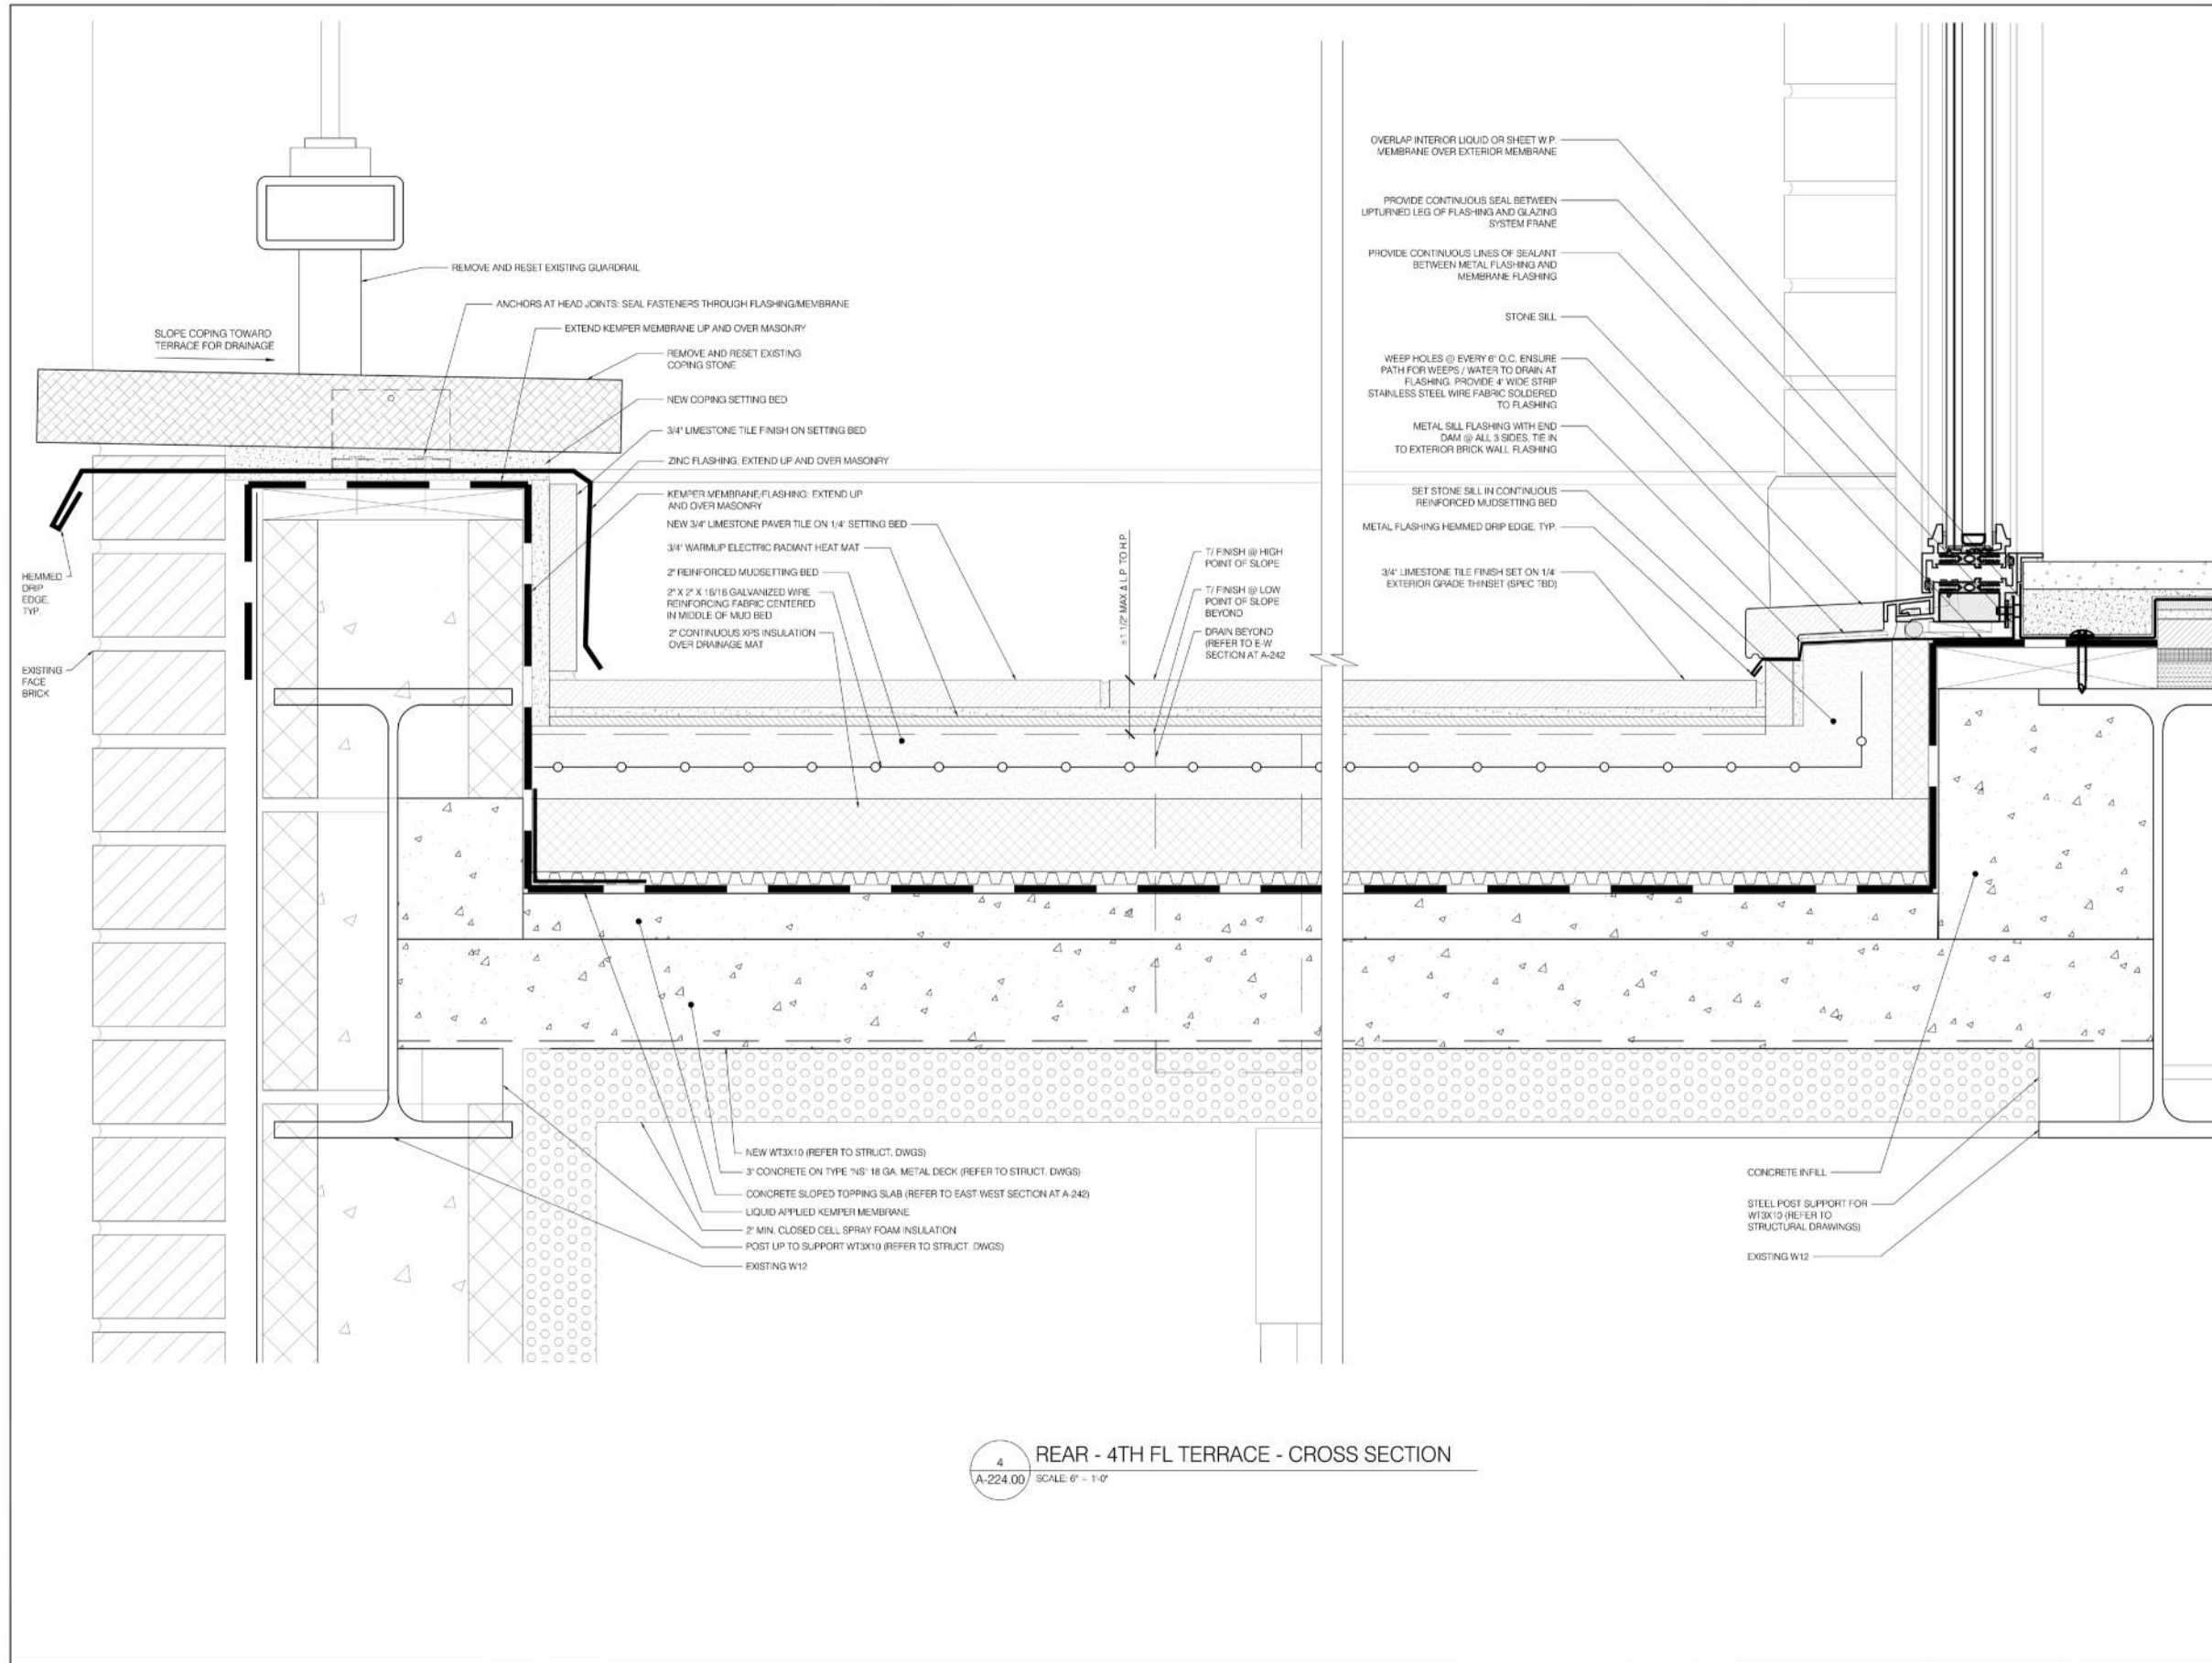 REMOVE AND RESET EXISTING GUARDRAIL
ANCHORS AT HEAD JOINTS: SEAL FASTENERS THROUGH FLASHING/MEMBRANE
SLOPE COPING TOWARD
TERRACE FOR DRAINAGE
EXTEND KEMPER MEMBRANE UP AND OVER MASONRY
REMOVE AND RESET EXISTING
COPING STONE
NEW COPING SETTING BED
3/4" LIMESTONE TILE FINISH ON SETTING BED
ZINC FLASHING, EXTEND UP AND OVER MASONRY
KEMPER MEMBRANE/FLASHING: EXTEND UP
AND OVER MASONRY
NEW 3/4" LIMESTONE PAVER TILE ON 1/4" SETTING BED
3/4" WARMUP ELECTRIC RADIANT HEAT MAT
2" REINFORCED MUDSETTING BED
2" X 2" X 16/16 GALVANIZED WIRE
REINFORCING FABRIC CENTERED
IN MIDDLE OF MUD BED
2" CONTINUOUS XPS INSULATION
OVER DRAINAGE MAT
HEMMED
DRIP
EDGE,
TYP.
EXISTING
FACE
BRICK
±1 1/2" MAX Δ L.P. TO H.P.
T/ FINISH @ HIGH
POINT OF SLOPE
T/ FINISH @ LOW
POINT OF SLOPE
BEYOND
DRAIN BEYOND
(REFER TO E-W
SECTION AT A-242
OVERLAP INTERIOR LIQUID OR SHEET W.P.
MEMBRANE OVER EXTERIOR MEMBRANE
PROVIDE CONTINUOUS SEAL BETWEEN
UPTURNED LEG OF FLASHING AND GLAZING
SYSTEM FRANE
PROVIDE CONTINUOUS LINES OF SEALANT
BETWEEN METAL FLASHING AND
MEMBRANE FLASHING
STONE SILL
WEEP HOLES @ EVERY 6" O.C. ENSURE
PATH FOR WEEPS / WATER TO DRAIN AT
FLASHING. PROVIDE 4" WIDE STRIP
STAINLESS STEEL WIRE FABRIC SOLDERED
TO FLASHING
METAL SILL FLASHING WITH END
DAM @ ALL 3 SIDES, TIE IN
TO EXTERIOR BRICK WALL FLASHING
SET STONE SILL IN CONTINUOUS
REINFORCED MUDSETTING BED
METAL FLASHING HEMMED DRIP EDGE, TYP.
3/4" LIMESTONE TILE FINISH SET ON 1/4"
EXTERIOR GRADE THINSET (SPEC TBD)
NEW WT3X10 (REFER TO STRUCT. DWGS)
3" CONCRETE ON TYPE "NS" 18 GA. METAL DECK (REFER TO STRUCT. DWGS)
CONCRETE SLOPED TOPPING SLAB (REFER TO EAST-WEST SECTION AT A-242)
LIQUID APPLIED KEMPER MEMBRANE
2" MIN. CLOSED CELL SPRAY FOAM INSULATION
POST UP TO SUPPORT WT3X10 (REFER TO STRUCT. DWGS)
EXISTING W12
CONCRETE INFILL
STEEL POST SUPPORT FOR
WT3X10 (REFER TO
STRUCTURAL DRAWINGS)
EXISTING W12
4
A-224.00
REAR - 4TH FL TERRACE - CROSS SECTION
SCALE: 6" = 1'-0"